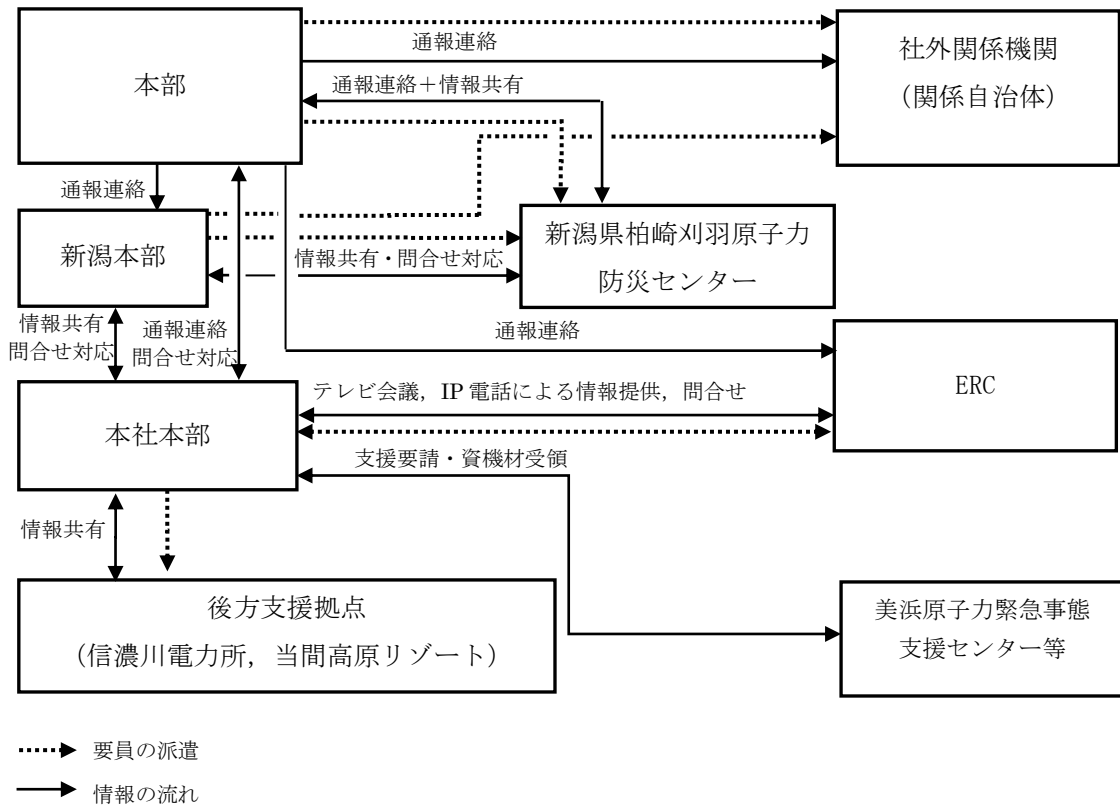 通報連絡
社外関係機関
（関係自治体）
本部
通報連絡＋情報共有
通報連絡
新潟本部
新潟県柏崎刈羽原子力
防災センター
情報共有・問合せ対応
情報共有
問合せ対応
通報連絡
問合せ対応
通報連絡
ERC
テレビ会議，IP 電話による情報提供，問合せ
本社本部
支援要請・資機材受領
情報共有
後方支援拠点
（信濃川電力所，当間高原リゾート）
美浜原子力緊急事態
支援センター等
要員の派遣
情報の流れ